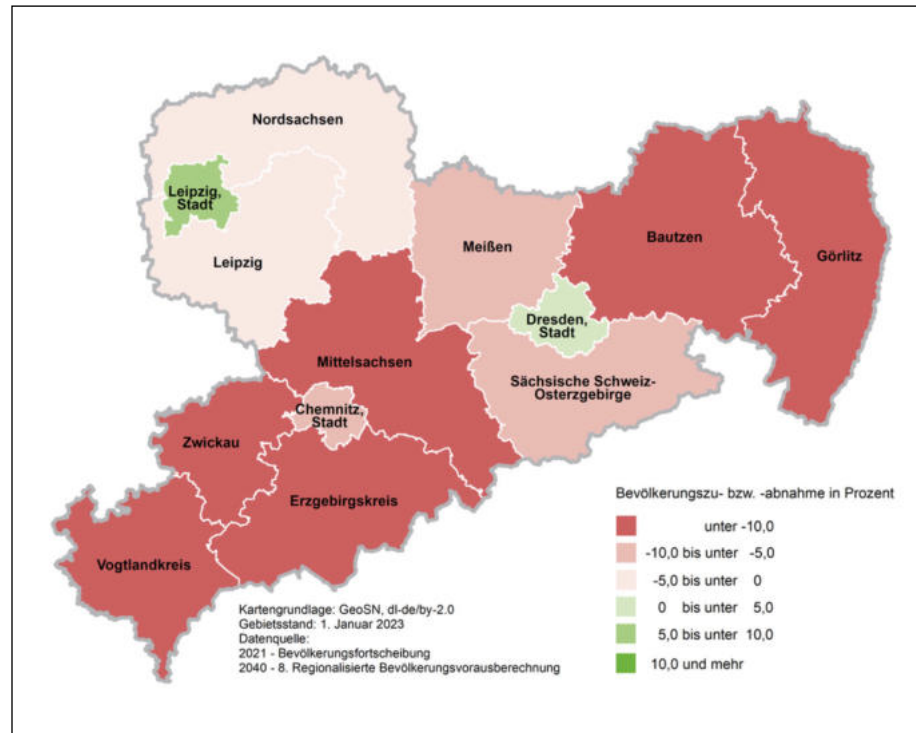 Nordsachsen
Leipzig,
Stadt
Leipzig
Meißen
Bautzen
Görlitz
Dresden,
Stadt
Mittelsachsen
Sächsische Schweiz-
Osterzgebirge
Chemnitz,
Stadt
Zwickau
Erzgebirgskreis
Vogtlandkreis
Bevölkerungszu- bzw. -abnahme in Prozent
unter -10,0
-10,0 bis unter -5,0
-5,0 bis unter 0
0 bis unter 5,0
5,0 bis unter 10,0
10,0 und mehr
Kartengrundlage: GeoSN, dl-de/by-2.0
Gebietsstand: 1. Januar 2023
Datenquelle:
2021 - Bevölkerungsfortscheibung
2040 - 8. Regionalisierte Bevölkerungsvorausberechnung